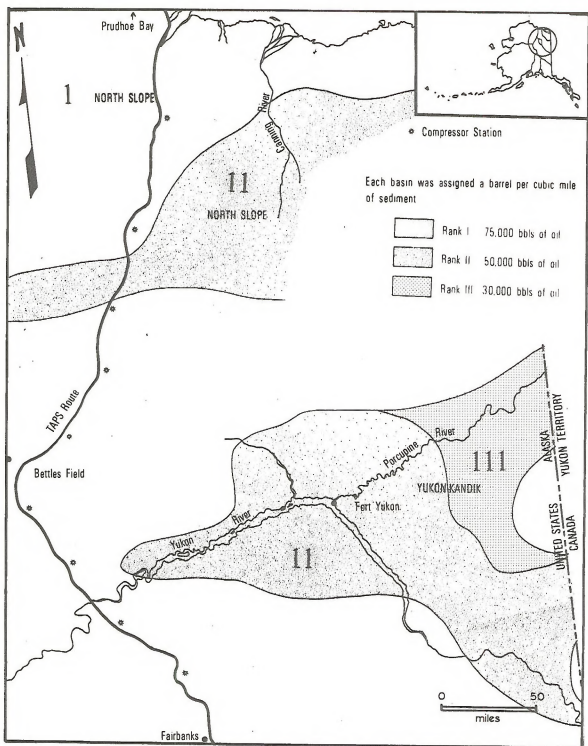 Prudhoe Bay
N
1
NORTH SLOPE
Canning
River
Compressor Station
11
NORTH SLOPE
Each basin was assigned a barrel per cubic mile
of sediment
Rank I 75,000 bbls of oil
Rank II 50.000 bbls of oil
Rank III 30.000 bbls of oil
TAPS Route
Bettles Field
Porcupine
River
ALASKA
YUKON TERRITORY
111
YUKON KANDIK
Fort Yukon
Yukon
River
11
UNITED STATES
CANADA
0 50
miles
Fairbanks